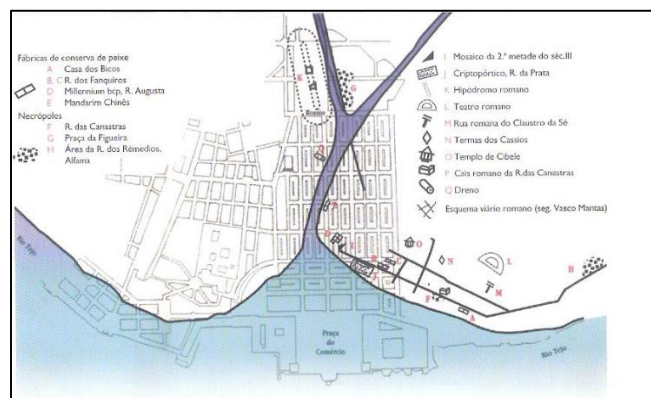 Fábricas de conserva de peixe
A Casa dos Bicos
B, C R. dos Fanqueiros
D Millennium bcp, R. Augusta
E Mandarim Chinês
Necrópoles
F R. das Canastras
G Praça da Figueira
H Área da R. dos Remédios,
Alfama
I Mosaico da 2.ª metade do séc.III
J Criptopórtico, R. da Prata
K Hipódromo romano
L Teatro romano
M Rua romana do Claustro da Sé
N Termas dos Cassios
O Templo de Cibele
P Cais romano da R.das Canastras
Q Dreno
Esquema viário romano (seg. Vasco Mantas)
K
G
Rossio
D
I
B
C
J
O
N
L
M
F
A
Rio Tejo
Praça
do
Comércio
Rio Tejo